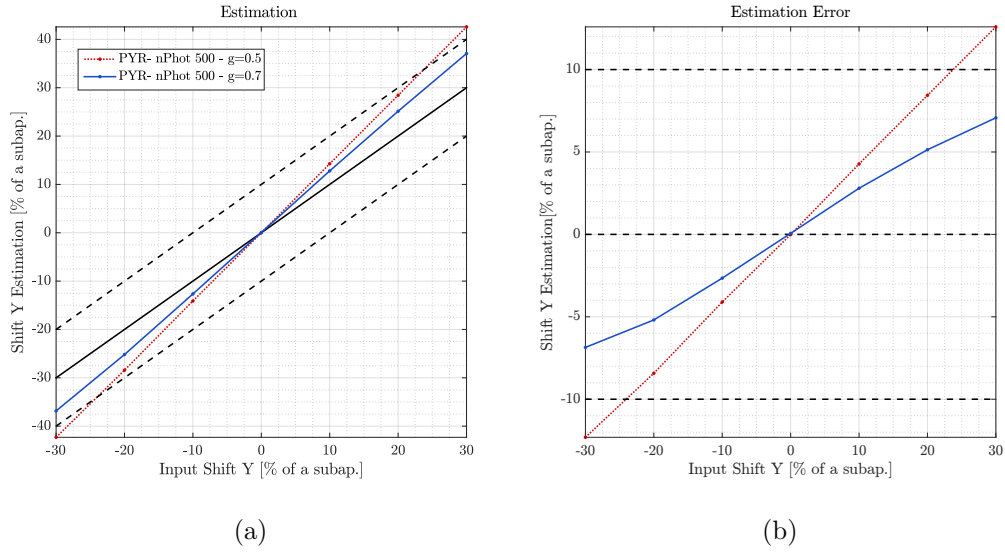 Estimation
40
30
20
10
0
-10
-20
-30
-40
Shift Y Estimation [% of a subap.]
PYR- nPhot 500 - g=0.5
PYR- nPhot 500 - g=0.7
-30 -20 -10 0 10 20 30
Input Shift Y [% of a subap.]
(a)
Estimation Error
10
5
0
-5
-10
Shift Y Estimation[% of a subap.]
-30 -20 -10 0 10 20 30
Input Shift Y [% of a subap.]
(b)